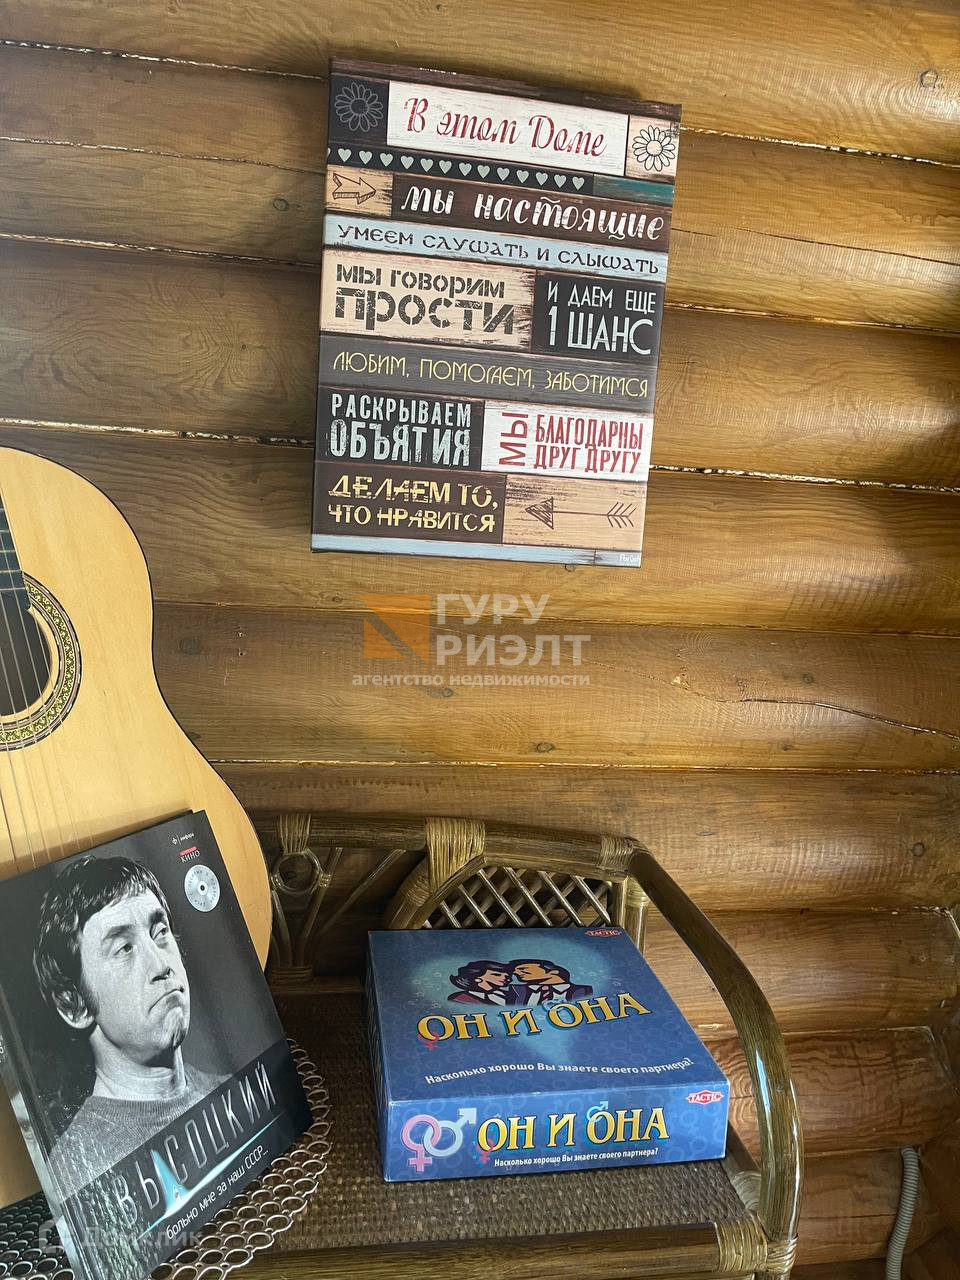 В этом Доме
мы настоящие
УМЕЕМ СЛУШАТЬ И СЛЫШАТЬ
МЫ ГОВОРИМ
ПРОСТИ
И ДАЕМ ЕЩЕ
1 ШАНС
ЛЮБИМ, ПОМОГАЕМ, ЗАБОТИМСЯ
РАСКРЫВАЕМ
ОБЪЯТИЯ
МЫ
БЛАГОДАРНЫ
ДРУГ ДРУГУ
ДЕЛАЕМ ТО,
ЧТО НРАВИТСЯ
ГУРУ
РИЭЛТ
агентство недвижимости
КИНО
ВЫСОЦКИЙ
больно мне за наш СССР...
TACTIC
ОН И ОНА
Насколько хорошо Вы знаете своего партнера?
TACTIC
ОН И ОНА
Насколько хорошо Вы знаете своего партнера?
Домклик